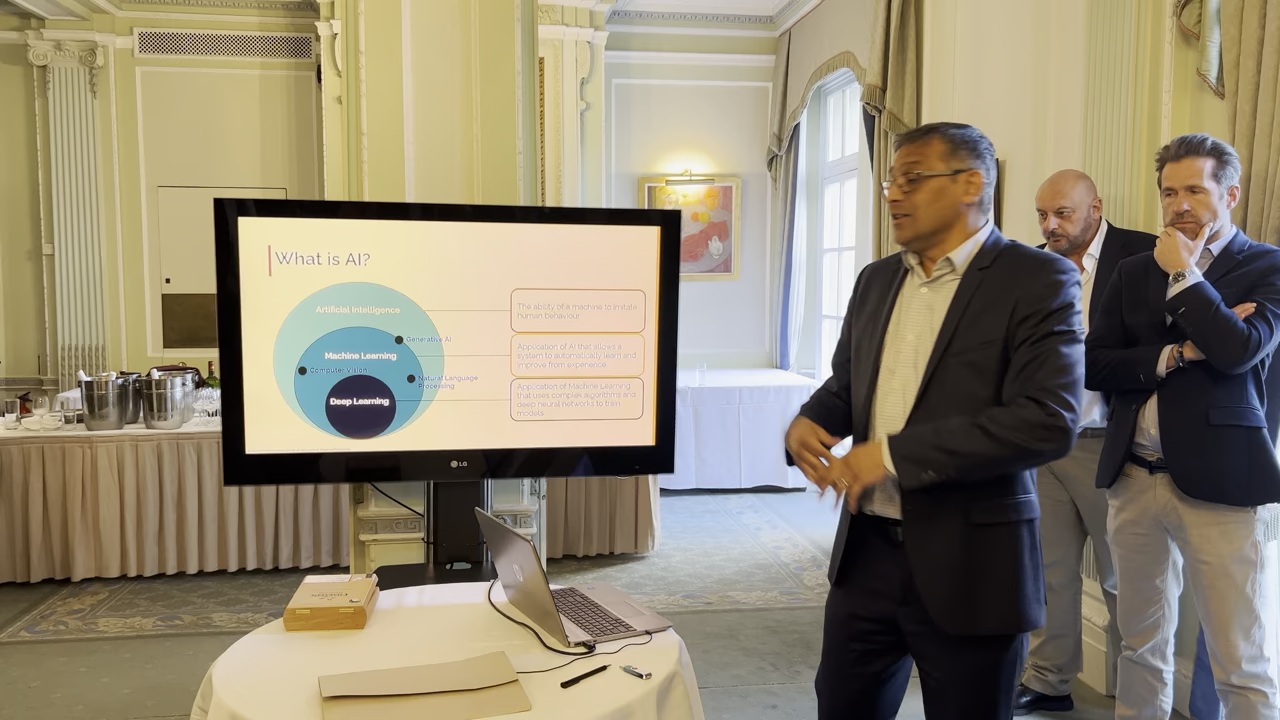 What is AI?
Artificial Intelligence
The ability of a machine to imitate
human behaviour.
Generative AI
Machine Learning
Application of AI that allows a
system to automatically learn and
improve from experience.
Computer Vision
Natural Language
Processing
Deep Learning
Application of Machine Learning
that uses complex algorithms and
deep neural networks to train
models.
LG